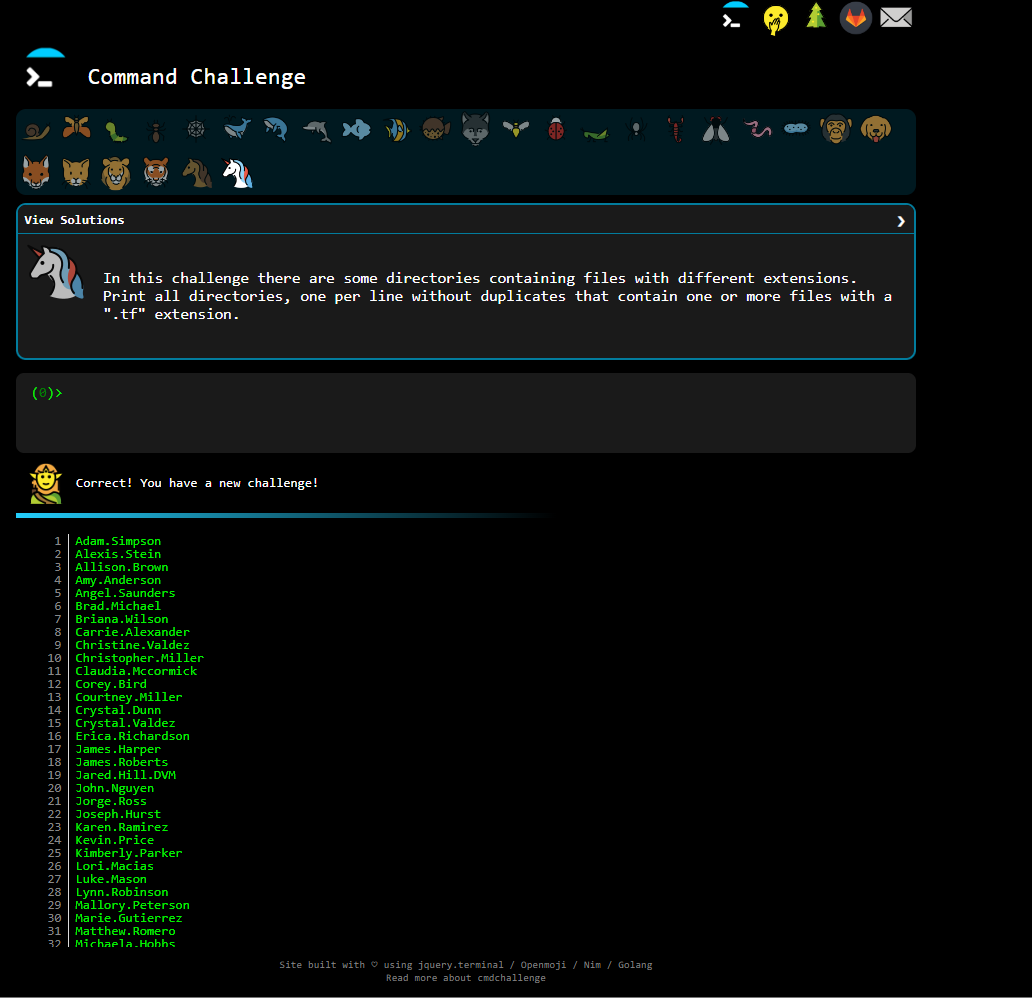 Command Challenge
View Solutions
In this challenge there are some directories containing files with different extensions.
Print all directories, one per line without duplicates that contain one or more files with a
".tf" extension.
(0)>
Correct! You have a new challenge!
1 Adam.Simpson
2 Alexis.Stein
3 Allison.Brown
4 Amy.Anderson
5 Angel.Saunders
6 Brad.Michael
7 Briana.Wilson
8 Carrie.Alexander
9 Christine.Valdez
10 Christopher.Miller
11 Claudia.Mccormick
12 Corey.Bird
13 Courtney.Miller
14 Crystal.Dunn
15 Crystal.Valdez
16 Erica.Richardson
17 James.Harper
18 James.Roberts
19 Jared.Hill.DVM
20 John.Nguyen
21 Jorge.Ross
22 Joseph.Hurst
23 Karen.Ramirez
24 Kevin.Price
25 Kimberly.Parker
26 Lori.Macias
27 Luke.Mason
28 Lynn.Robinson
29 Mallory.Peterson
30 Marie.Gutierrez
31 Matthew.Romero
32 Michaela.Hobbs
Site built with ♡ using jquery.terminal / Openmoji / Nim / Golang
Read more about cmdchallenge